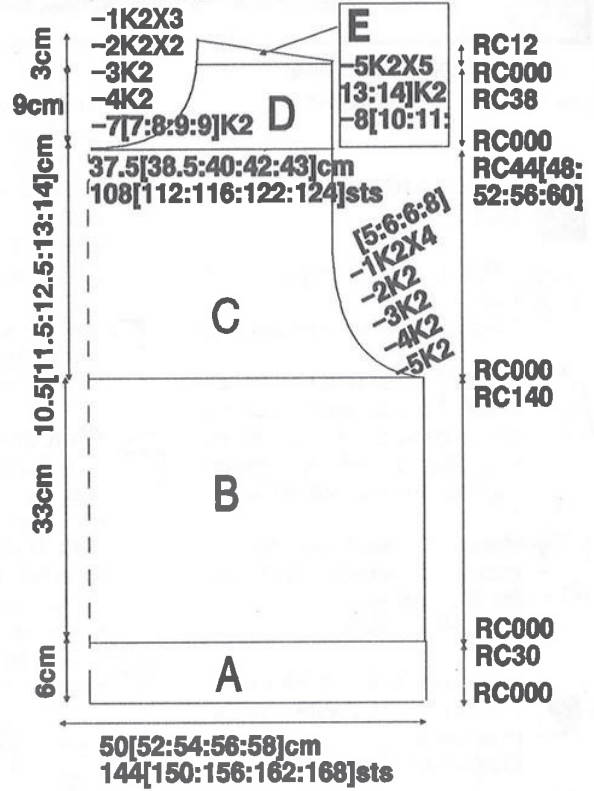 -1K2X3
-2K2X2
-3K2
-4K2
-7[7:8:9:9]K2
E
-5K2X5
13:14]K2
-8[10:11:
RC12
RC000
RC38
RC000
RC44[48:
52:56:60]
3cm
9cm
D
37.5[38.5:40:42:43]cm
108[112:116:122:124]sts
[5:6:6:8]
-1K2X4
-2K2
-3K2
-4K2
-5K2
10.5[11.5:12.5:13:14]cm
C
RC000
RC140
33cm
B
RC000
RC30
6cm
A
RC000
50[52:54:56:58]cm
144[150:156:162:168]sts